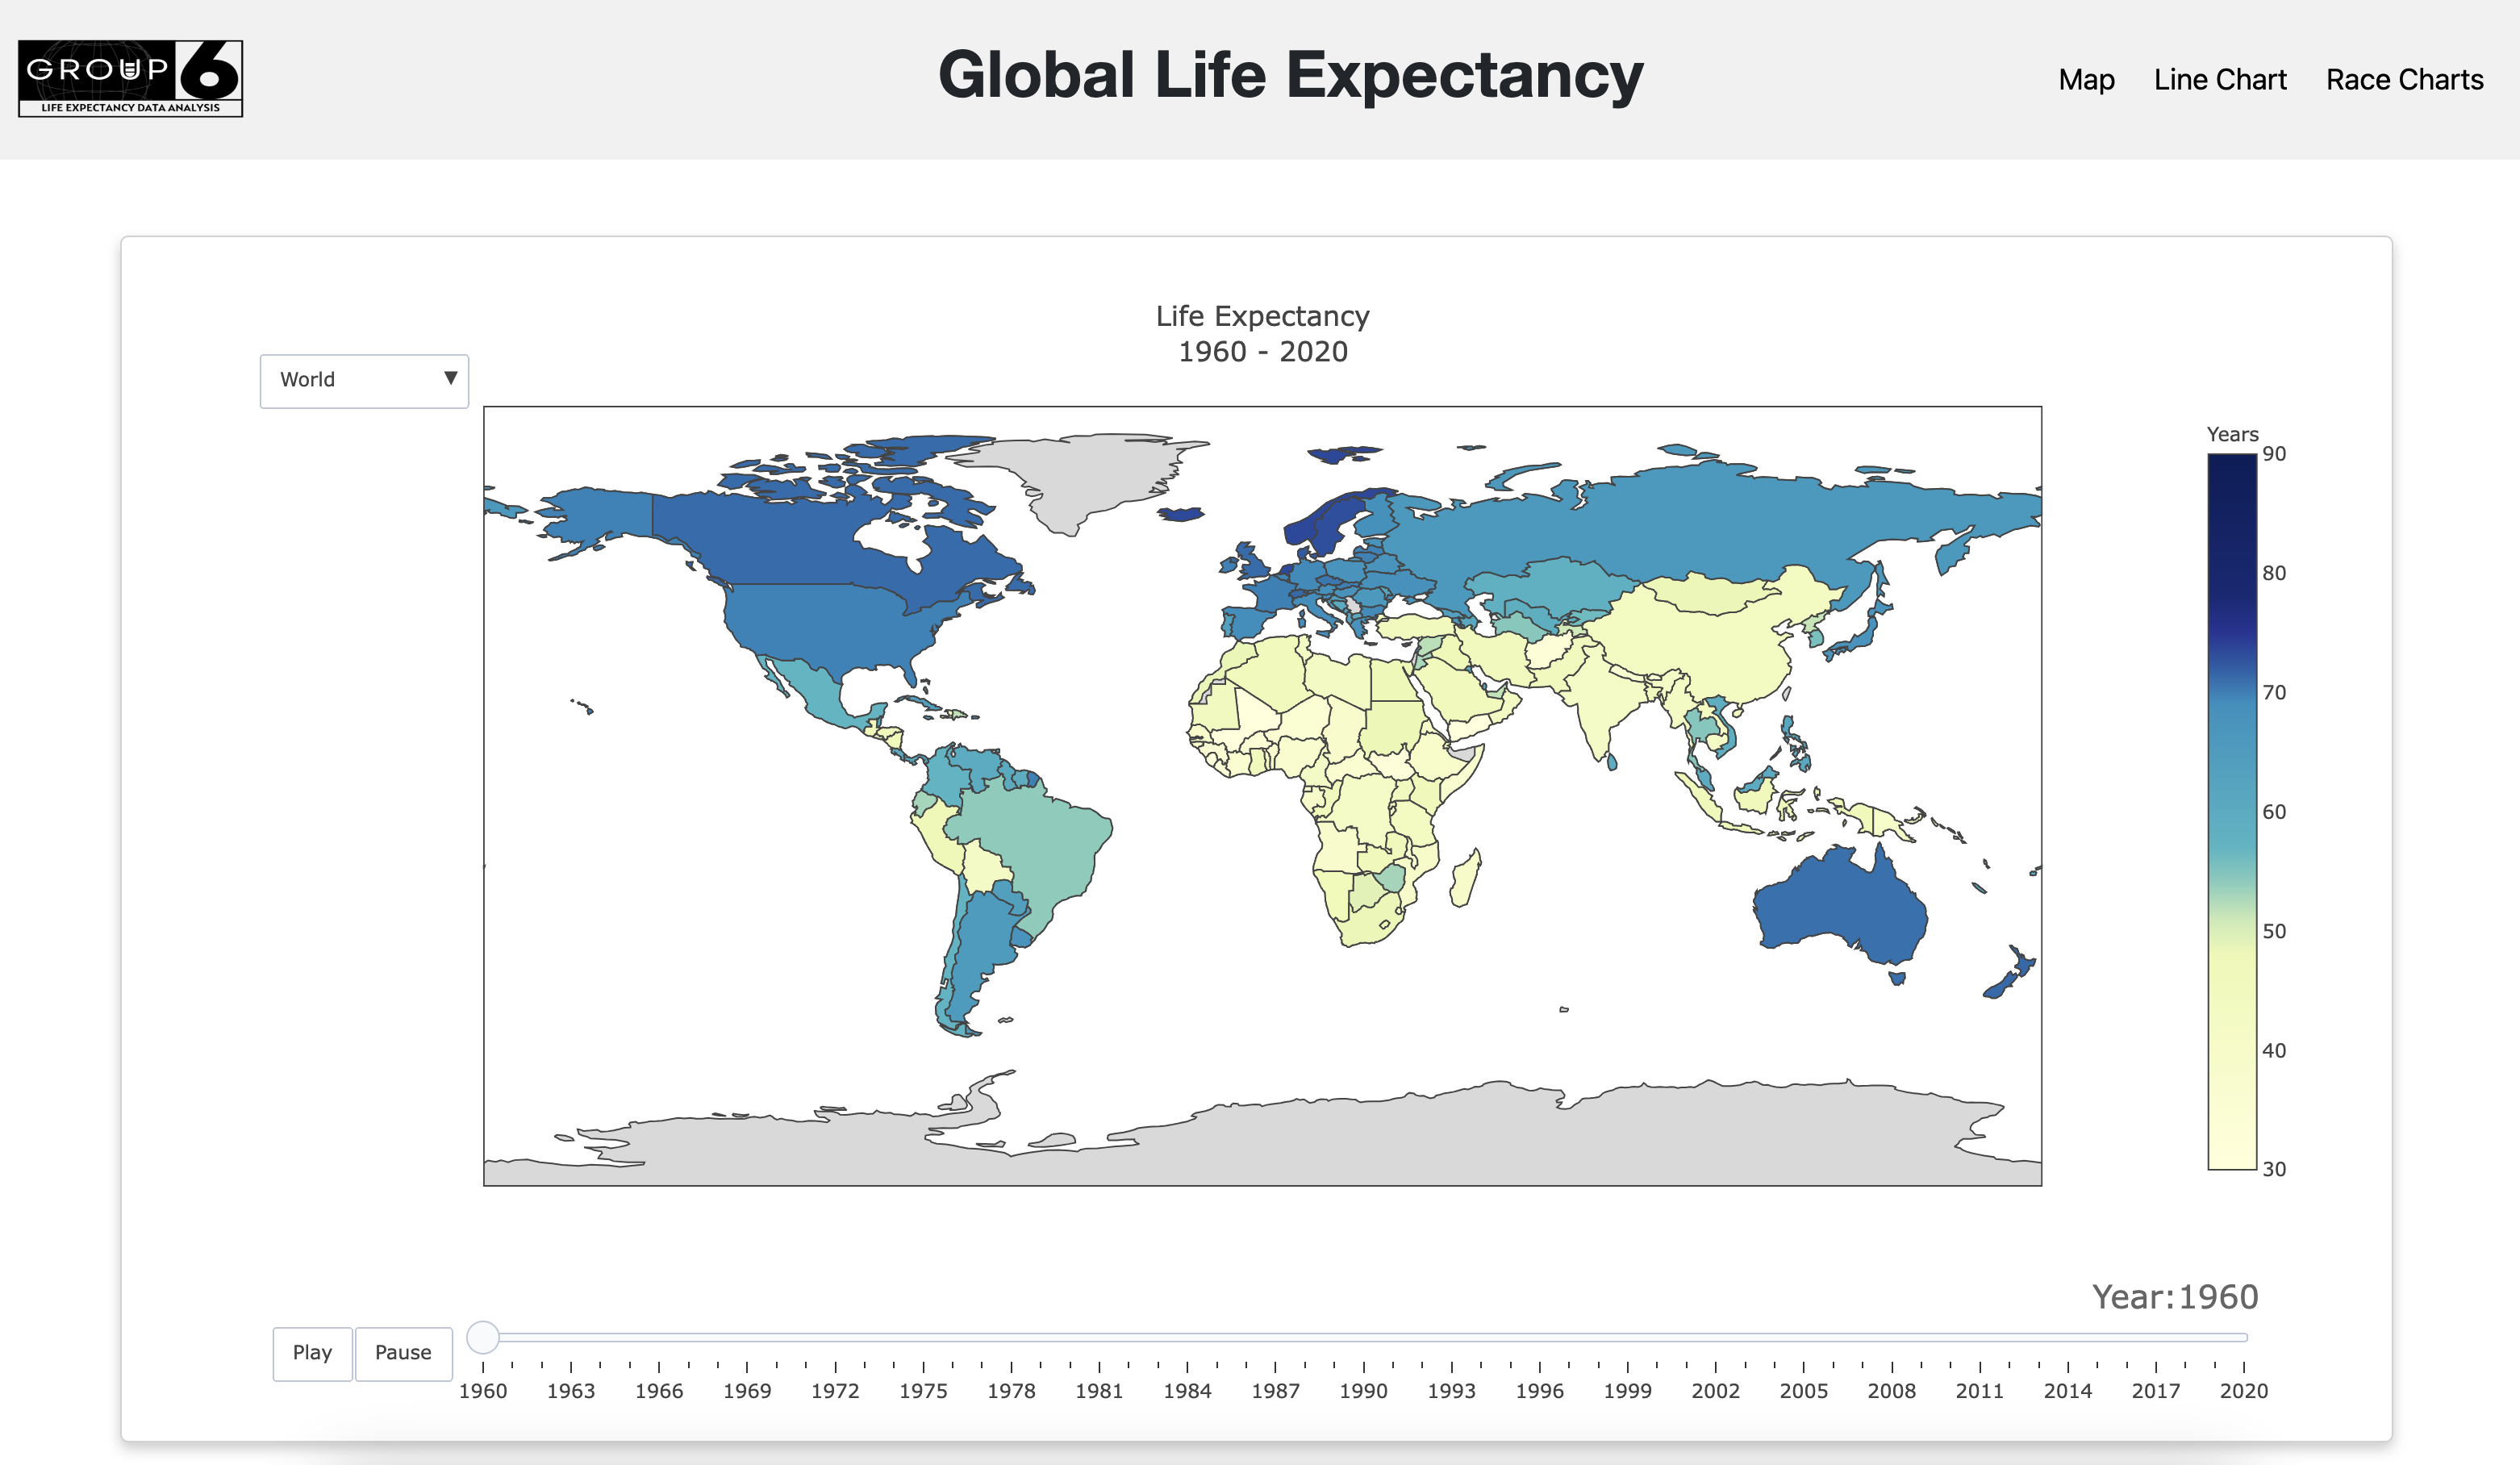 GROUP 6
LIFE EXPECTANCY DATA ANALYSIS
Global Life Expectancy
Map Line Chart Race Charts
Life Expectancy
1960 - 2020
World ▼
Years
90
80
70
60
50
40
30
Year:1960
Play Pause
1960 1963 1966 1969 1972 1975 1978 1981 1984 1987 1990 1993 1996 1999 2002 2005 2008 2011 2014 2017 2020